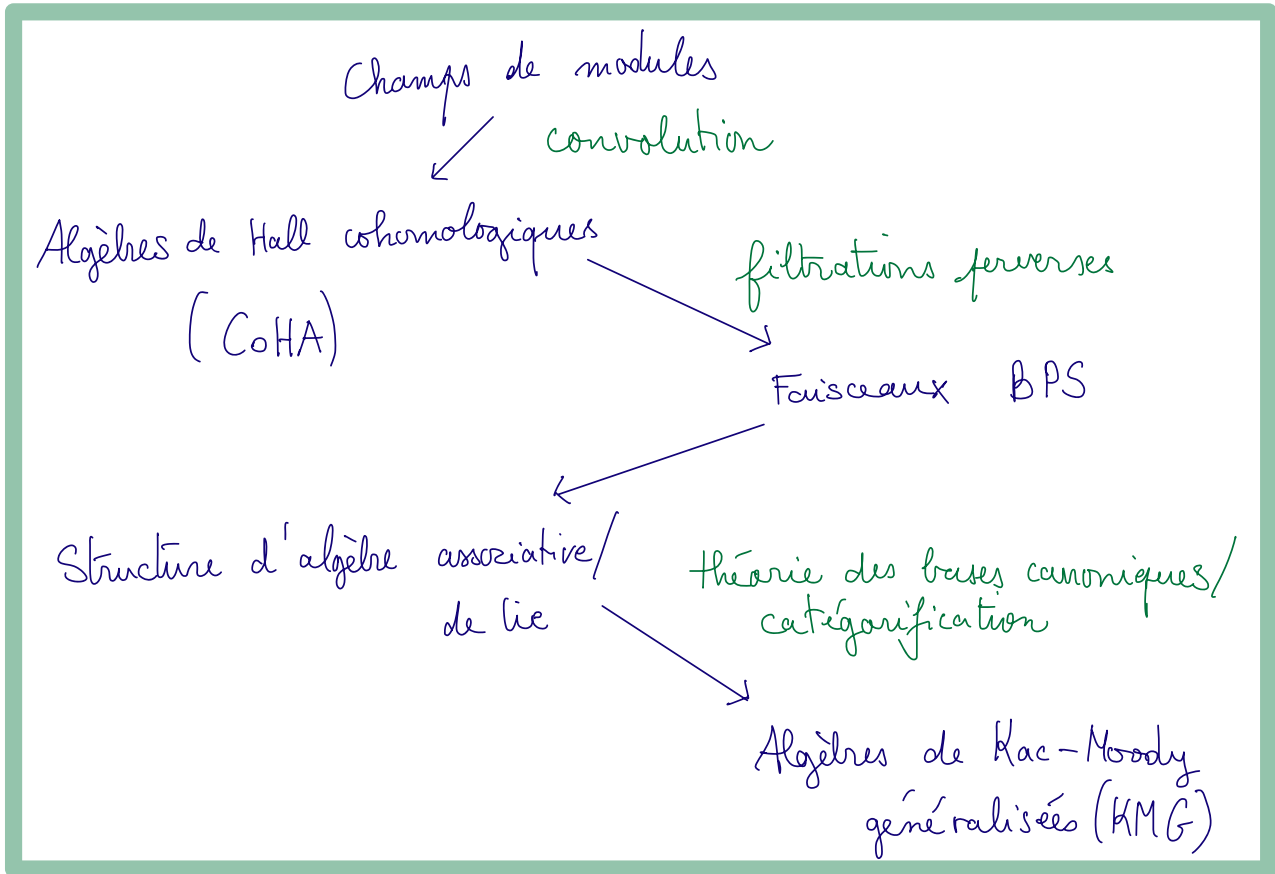 Champs de modules
convolution
Algèbres de Hall cohomologiques
(CoHA)
filtrations perverses
Faisceaux BPS
Structure d'algèbre associative/
de lie
théorie des bases canoniques/
catégorification
Algèbres de Kac-Moody
généralisées (KMG)